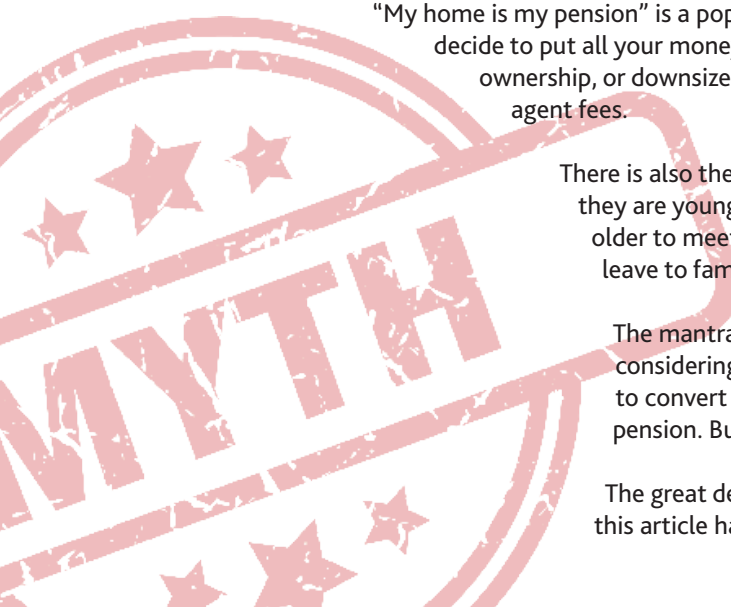 MYTH
"My home is my pension" is a pop
decide to put all your mone
ownership, or downsize
agent fees.
There is also the
they are young
older to meet
leave to fam
The mantra
considering
to convert
pension. Bu
The great de
this article ha